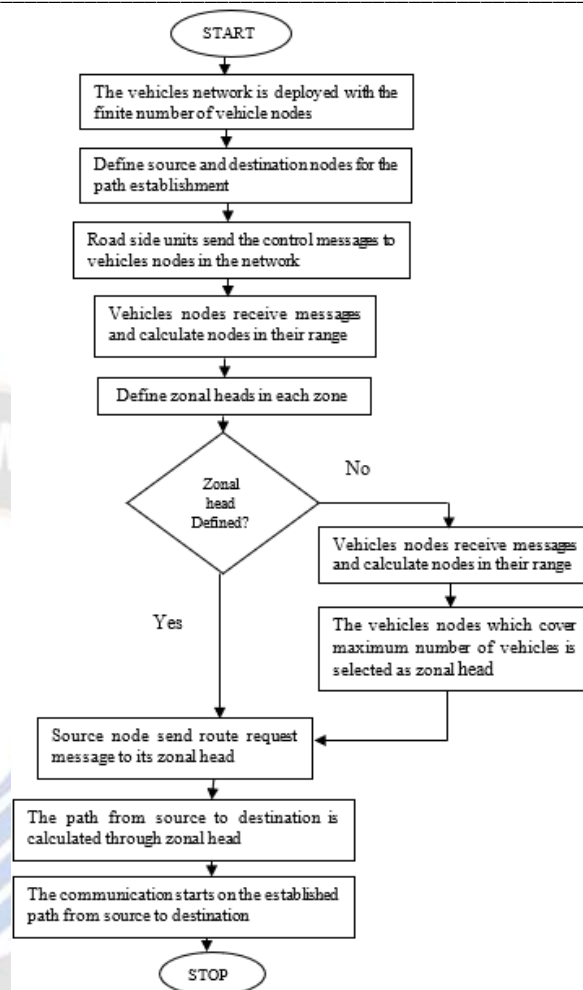 START
The vehicles network is deployed with the
finite number of vehicle nodes
Define source and destination nodes for the
path establishment
Road side units send the control messages to
vehicles nodes in the network
Vehicles nodes receive messages
and calculate nodes in their range
Define zonal heads in each zone
Zonal
head
Defined?
No
Vehicles nodes receive messages
and calculate nodes in their range
The vehicles nodes which cover
maximum number of vehicles is
selected as zonal head
Yes
Source node send route request
message to its zonal head
The path from source to destination is
calculated through zonal head
The communication starts on the established
path from source to destination
STOP